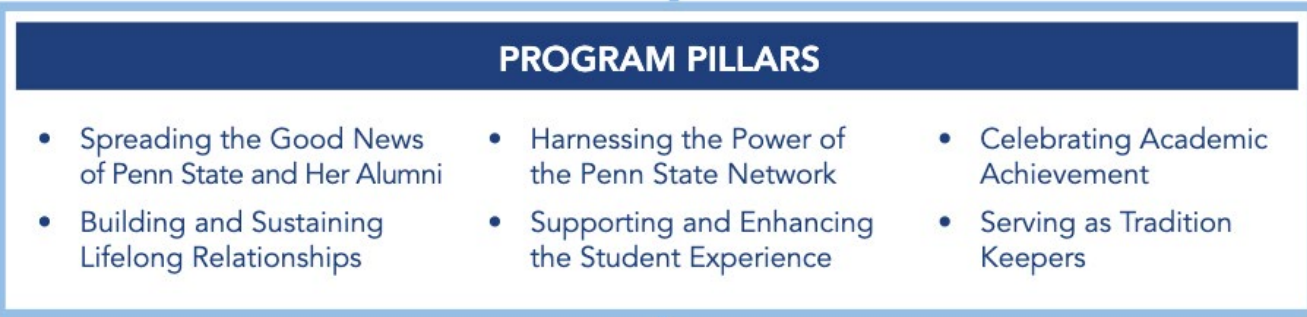 PROGRAM PILLARS
• Spreading the Good News
of Penn State and Her Alumni
• Building and Sustaining
Lifelong Relationships
• Harnessing the Power of
the Penn State Network
• Supporting and Enhancing
the Student Experience
• Celebrating Academic
Achievement
• Serving as Tradition
Keepers